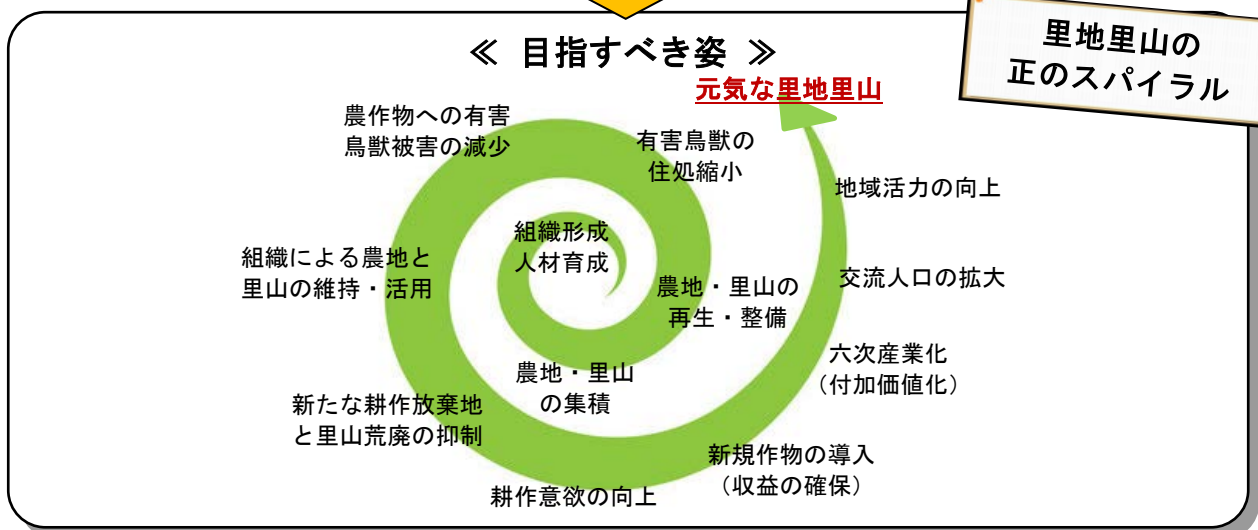 ≪ 目指すべき姿 ≫
里地里山の
正のスパイラル
元気な里地里山
農作物への有害
鳥獣被害の減少
有害鳥獣の
住処縮小
地域活力の向上
組織形成
人材育成
組織による農地と
里山の維持・活用
農地・里山の
再生・整備
交流人口の拡大
六次産業化
（付加価値化）
農地・里山
の集積
新たな耕作放棄地
と里山荒廃の抑制
新規作物の導入
（収益の確保）
耕作意欲の向上